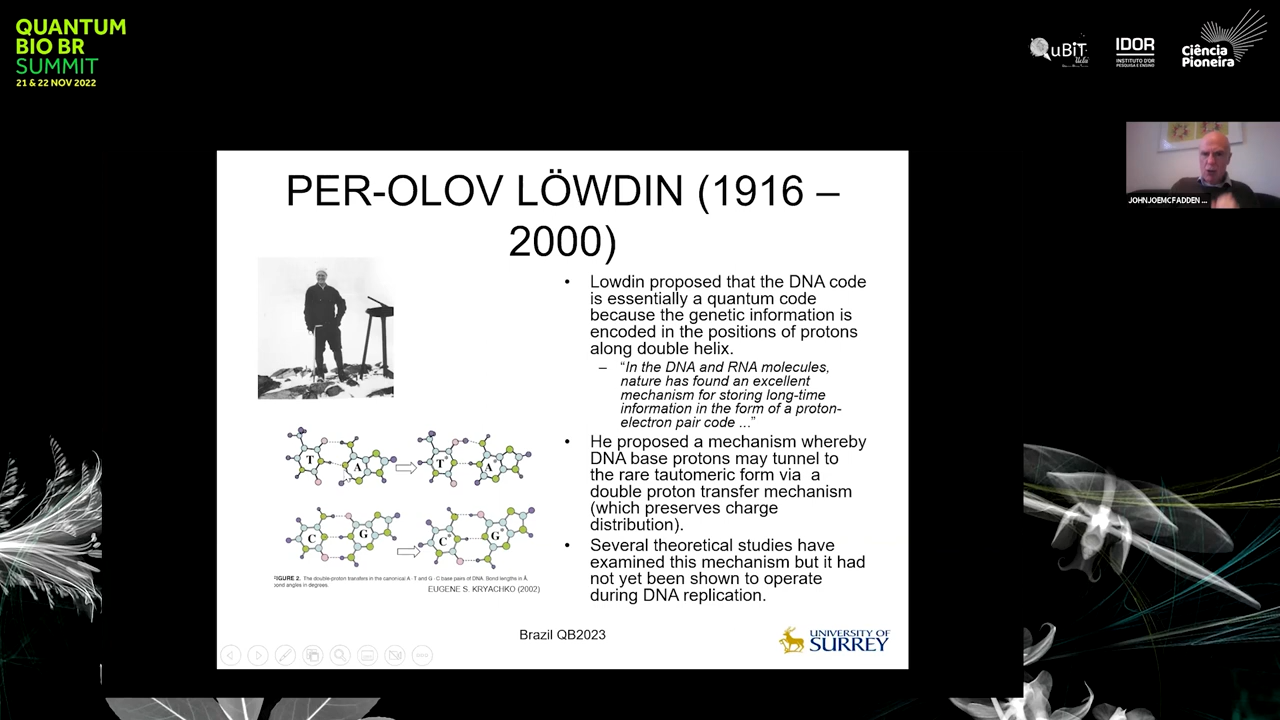 QUANTUM
BIO BR
SUMMIT
21 & 22 NOV 2022
QuBiT
IDOR
INSTITUTO D'OR
PESQUISA E ENSINO
Ciência
Pioneira
JOHNJOEMCFADDEN ...
PER-OLOV LÖWDIN (1916 –
2000)
• Lowdin proposed that the DNA code
is essentially a quantum code
because the genetic information is
encoded in the positions of protons
along double helix.
– “In the DNA and RNA molecules,
nature has found an excellent
mechanism for storing long-time
information in the form of a proton-
electron pair code ...”
• He proposed a mechanism whereby
DNA base protons may tunnel to
the rare tautomeric form via a
double proton transfer mechanism
(which preserves charge
distribution).
• Several theoretical studies have
examined this mechanism but it had
not yet been shown to operate
during DNA replication.
T A T* A*
C G C* G*
FIGURE 2. The double-proton transfers in the canonical A · T and G · C base pairs of DNA. Bond lengths in Å,
bond angles in degrees.
EUGENE S. KRYACHKO (2002)
Brazil QB2023
UNIVERSITY OF
SURREY